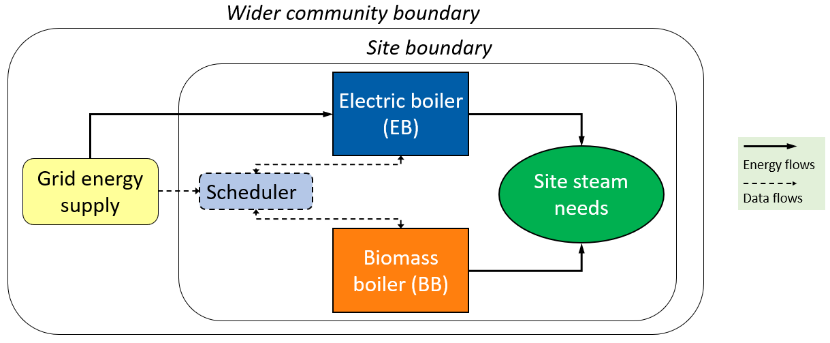 Wider community boundary
Site boundary
Electric boiler
(EB)
Grid energy
supply
Scheduler
Site steam
needs
Biomass
boiler (BB)
Energy flows
Data flows